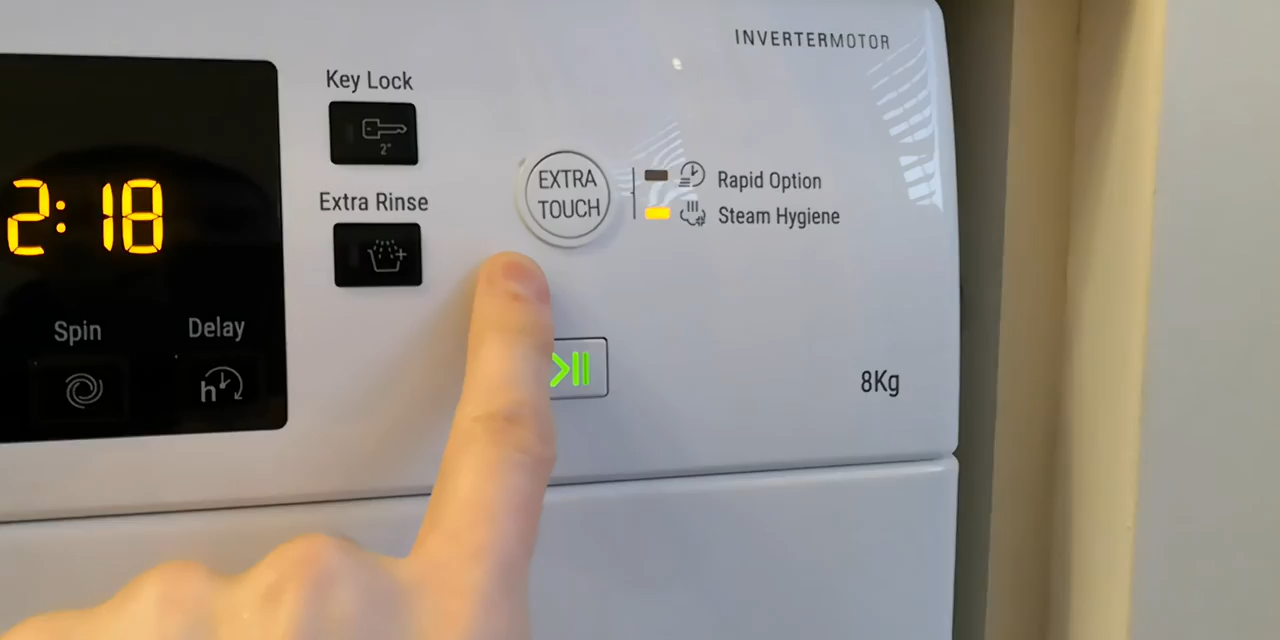 INVERTERMOTOR
Key Lock
2"
Extra Rinse
EXTRA
TOUCH
Rapid Option
Steam Hygiene
2:18
Spin
Delay
h
8Kg